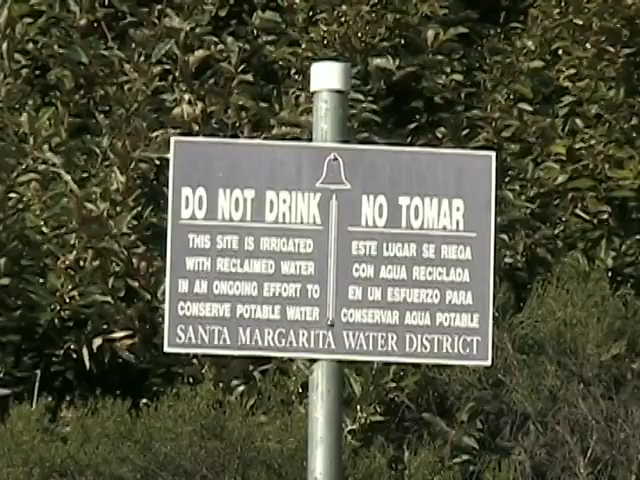 DO NOT DRINK
THIS SITE IS IRRIGATED
WITH RECLAIMED WATER
IN AN ONGOING EFFORT TO
CONSERVE POTABLE WATER
NO TOMAR
ESTE LUGAR SE RIEGA
CON AGUA RECICLADA
EN UN ESFUERZO PARA
CONSERVAR AGUA POTABLE
SANTA MARGARITA WATER DISTRICT